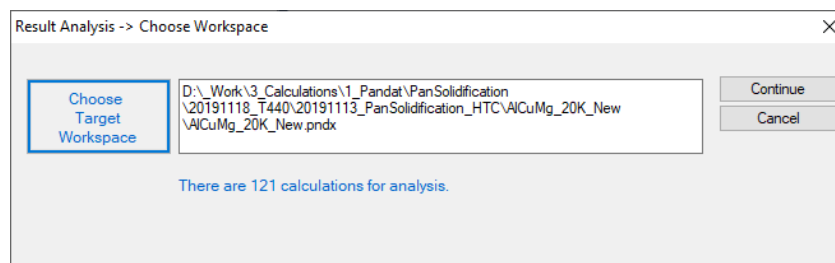 Result Analysis -> Choose Workspace
Choose
Target
Workspace
D:\_Work\3_Calculations\1_Pandat\PanSolidification
\20191118_T440\20191113_PanSolidification_HTC\AlCuMg_20K_New
\AlCuMg_20K_New.pndx
Continue
Cancel
There are 121 calculations for analysis.